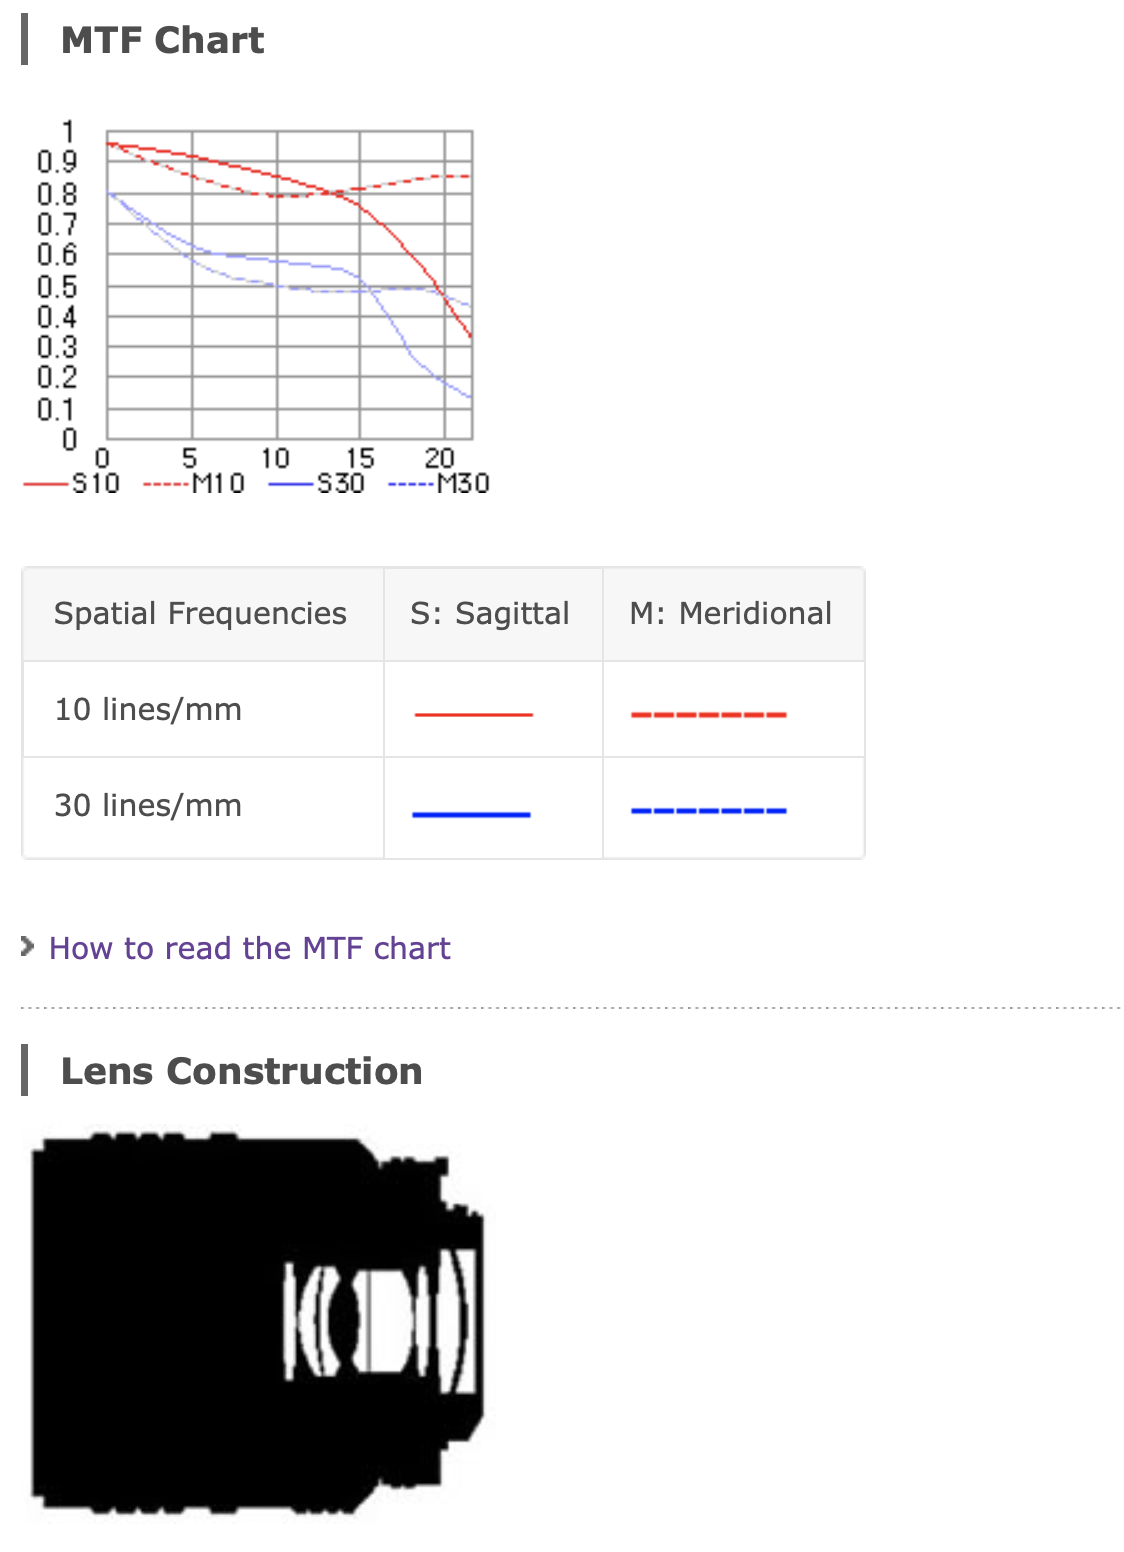 MTF Chart
1
0.9
0.8
0.7
0.6
0.5
0.4
0.3
0.2
0.1
0
0 5 10 15 20
S10 M10 S30 M30
Spatial Frequencies S: Sagittal M: Meridional
10 lines/mm
30 lines/mm
How to read the MTF chart
Lens Construction